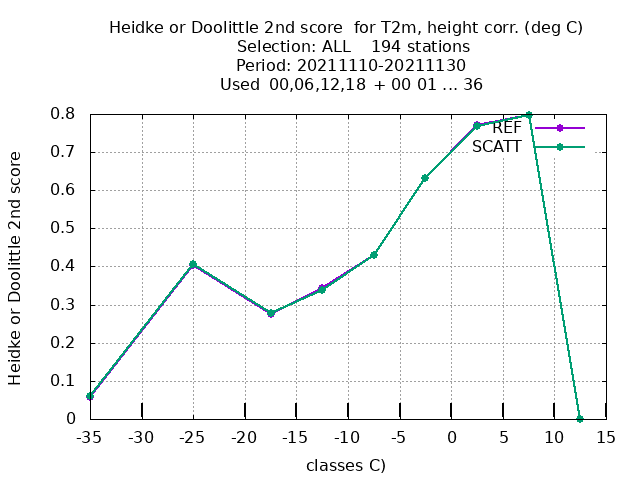 Heidke or Doolittle 2nd score  for T2m, height corr. (deg C)
Selection: ALL    194 stations
Period: 20211110-20211130
Used  00,06,12,18  + 00 01 ... 36
Heidke or Doolittle 2nd score
0.8
0.7
0.6
0.5
0.4
0.3
0.2
0.1
0
REF
SCATT
-35 -30 -25 -20 -15 -10 -5 0 5 10 15
classes C)